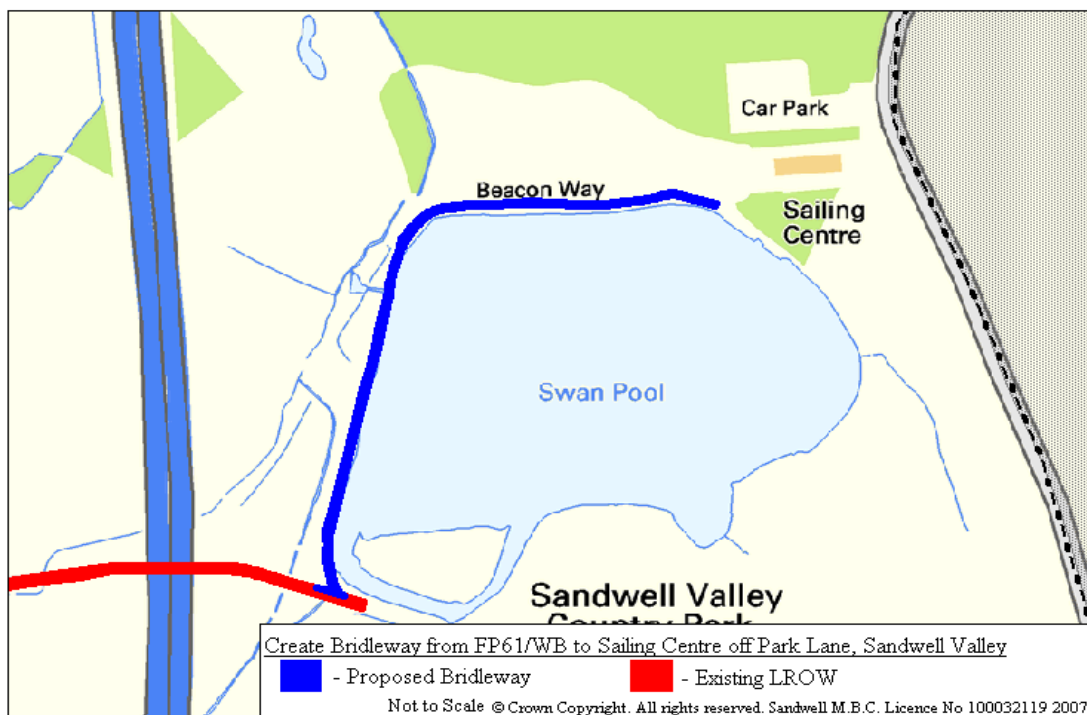 Car Park
Beacon Way
Sailing
Centre
Swan Pool
Sandwell Valley
Country Park
Create Bridleway from FP61/WB to Sailing Centre off Park Lane, Sandwell Valley
- Proposed Bridleway
- Existing LROW
Not to Scale © Crown Copyright. All rights reserved. Sandwell M.B.C. Licence No 100032119 2007